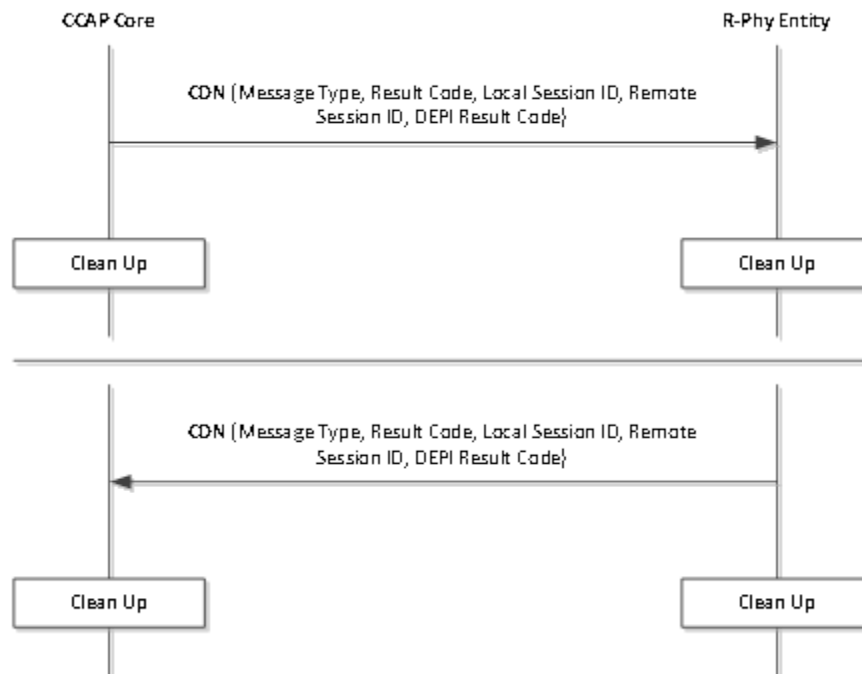 CCAP Core
R-Phy Entity
CDN {Message Type, Result Code, Local Session ID, Remote
Session ID, DEPI Result Code}
Clean Up
Clean Up
CDN {Message Type, Result Code, Local Session ID, Remote
Session ID, DEPI Result Code}
Clean Up
Clean Up